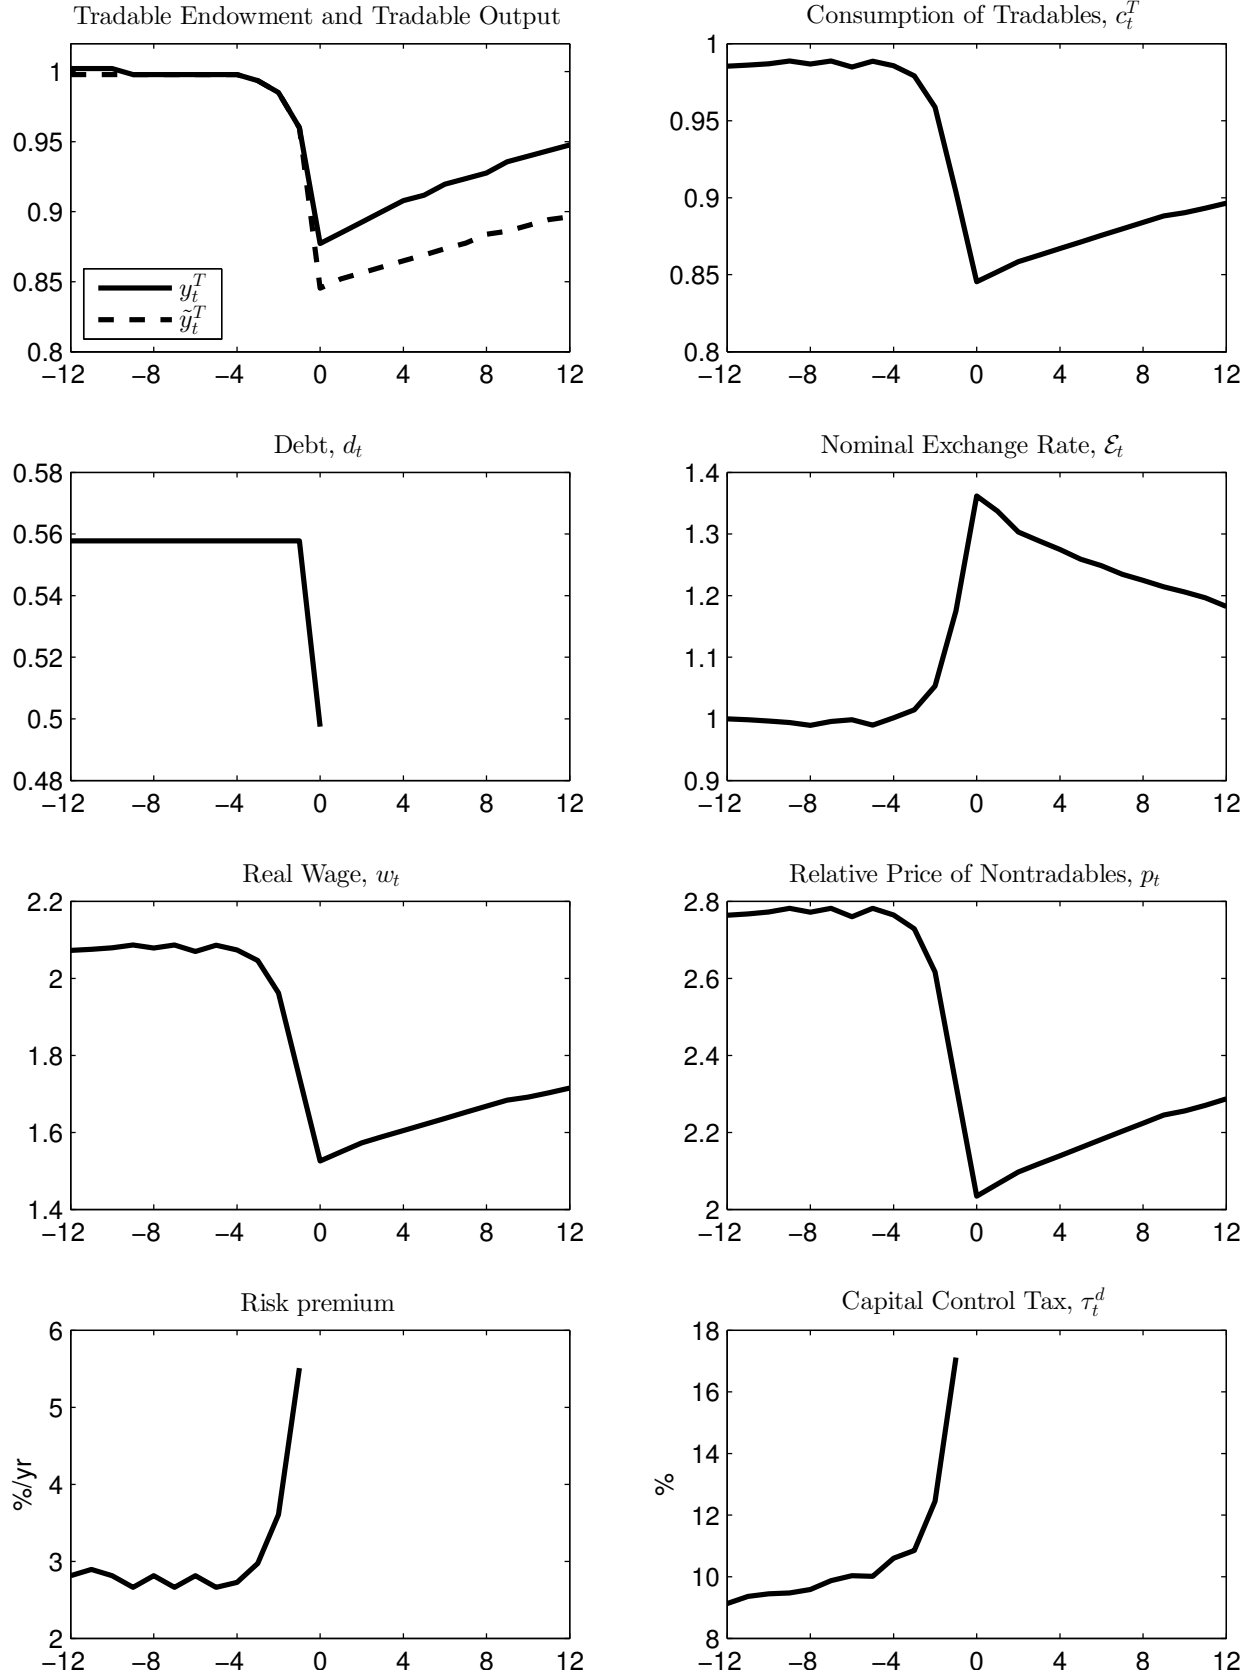 Tradable Endowment and Tradable Output
1
0.95
0.9
0.85
0.8
y_t^T
ỹ_t^T
−12 −8 −4 0 4 8 12
Consumption of Tradables, c_t^T
1
0.95
0.9
0.85
0.8
−12 −8 −4 0 4 8 12
Debt, d_t
0.58
0.56
0.54
0.52
0.5
0.48
−12 −8 −4 0 4 8 12
Nominal Exchange Rate, ℰ_t
1.4
1.3
1.2
1.1
1
0.9
−12 −8 −4 0 4 8 12
Real Wage, w_t
2.2
2
1.8
1.6
1.4
−12 −8 −4 0 4 8 12
Relative Price of Nontradables, p_t
2.8
2.6
2.4
2.2
2
−12 −8 −4 0 4 8 12
Risk premium
%/yr
6
5
4
3
2
−12 −8 −4 0 4 8 12
Capital Control Tax, τ_t^d
%
18
16
14
12
10
8
−12 −8 −4 0 4 8 12